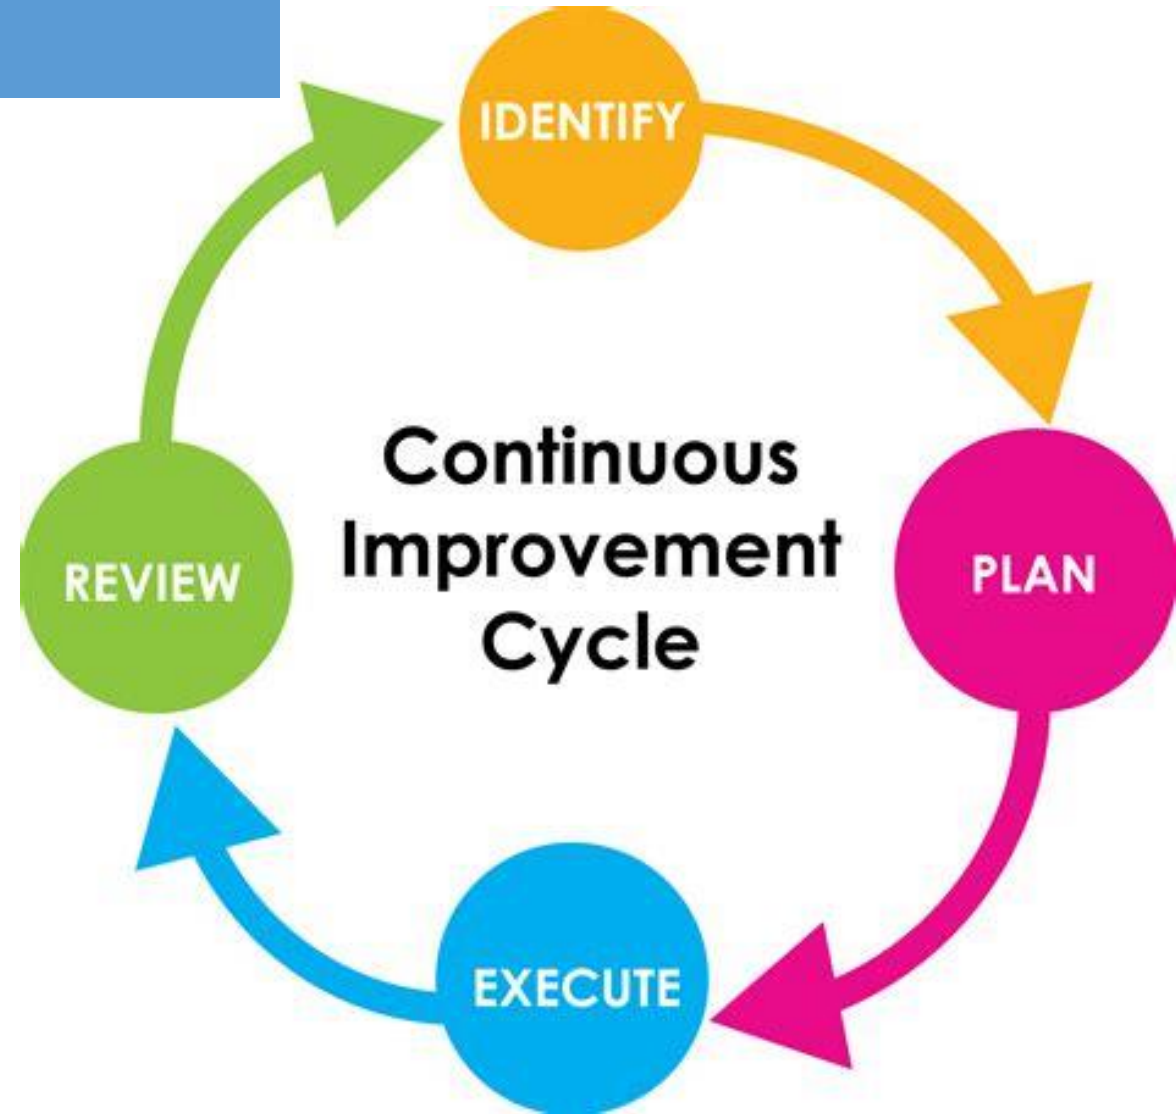 IDENTIFY
Continuous
Improvement
Cycle
PLAN
REVIEW
EXECUTE